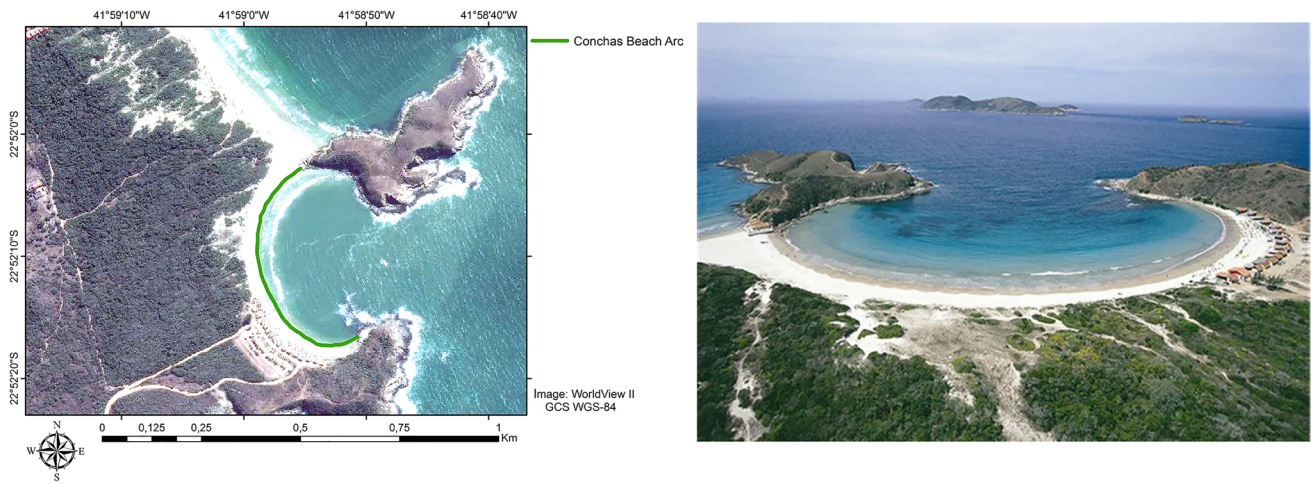 41°59'10"W 41°59'0"W 41°58'50"W 41°58'40"W
Conchas Beach Arc
22°52'0"S
22°52'10"S
22°52'20"S
Image: WorldView II
GCS WGS-84
N
W E
S
0 0,125 0,25 0,5 0,75 1
Km